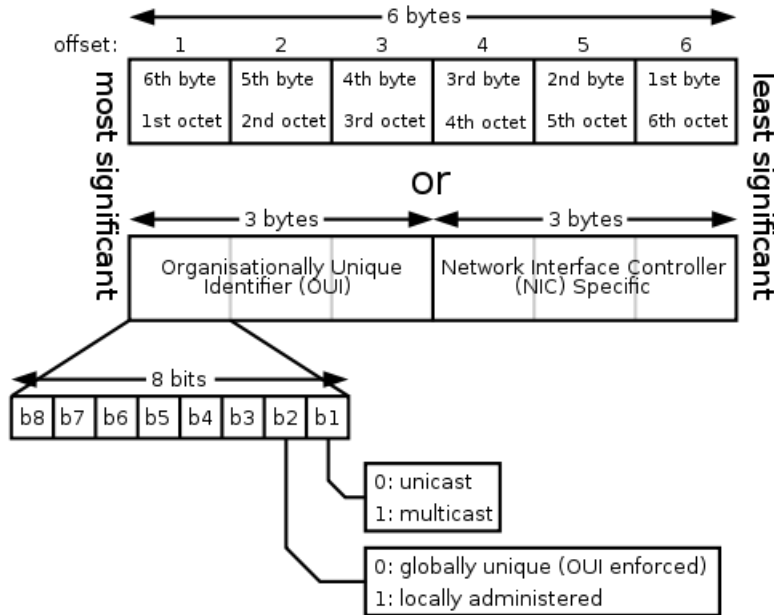 6 bytes
offset: 1 2 3 4 5 6
most significant
6th byte 5th byte 4th byte 3rd byte 2nd byte 1st byte
1st octet 2nd octet 3rd octet 4th octet 5th octet 6th octet
least significant
or
3 bytes 3 bytes
Organisationally Unique
Identifier (OUI)
Network Interface Controller
(NIC) Specific
8 bits
b8 b7 b6 b5 b4 b3 b2 b1
0: unicast
1: multicast
0: globally unique (OUI enforced)
1: locally administered